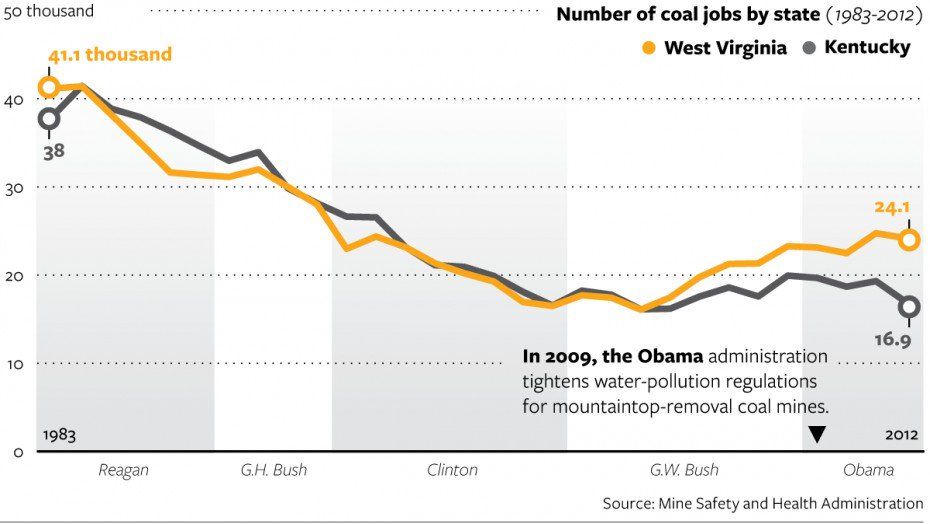 50 thousand
Number of coal jobs by state (1983-2012)
West Virginia Kentucky
41.1 thousand
40
38
30
24.1
20
16.9
In 2009, the Obama administration
tightens water-pollution regulations
for mountaintop-removal coal mines.
10
1983
2012
0
Reagan
G.H. Bush
Clinton
G.W. Bush
Obama
Source: Mine Safety and Health Administration